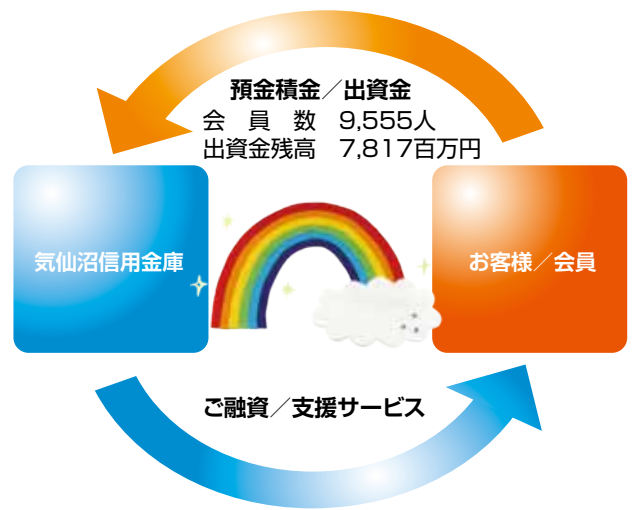 預金積金／出資金
会員数 9,555人
出資金残高 7,817百万円
気仙沼信用金庫
お客様／会員
ご融資／支援サービス